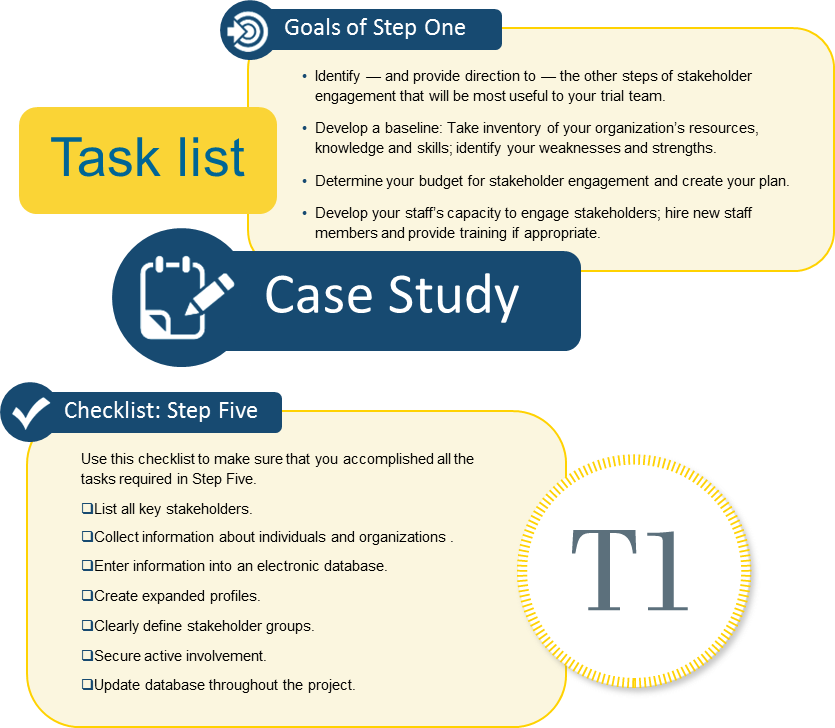 Goals of Step One
• Identify — and provide direction to — the other steps of stakeholder
engagement that will be most useful to your trial team.
• Develop a baseline: Take inventory of your organization’s resources,
knowledge and skills; identify your weaknesses and strengths.
• Determine your budget for stakeholder engagement and create your plan.
• Develop your staff’s capacity to engage stakeholders; hire new staff
members and provide training if appropriate.
Task list
Case Study
Checklist: Step Five
Use this checklist to make sure that you accomplished all the
tasks required in Step Five.
❑List all key stakeholders.
❑Collect information about individuals and organizations .
❑Enter information into an electronic database.
❑Create expanded profiles.
❑Clearly define stakeholder groups.
❑Secure active involvement.
❑Update database throughout the project.
T1